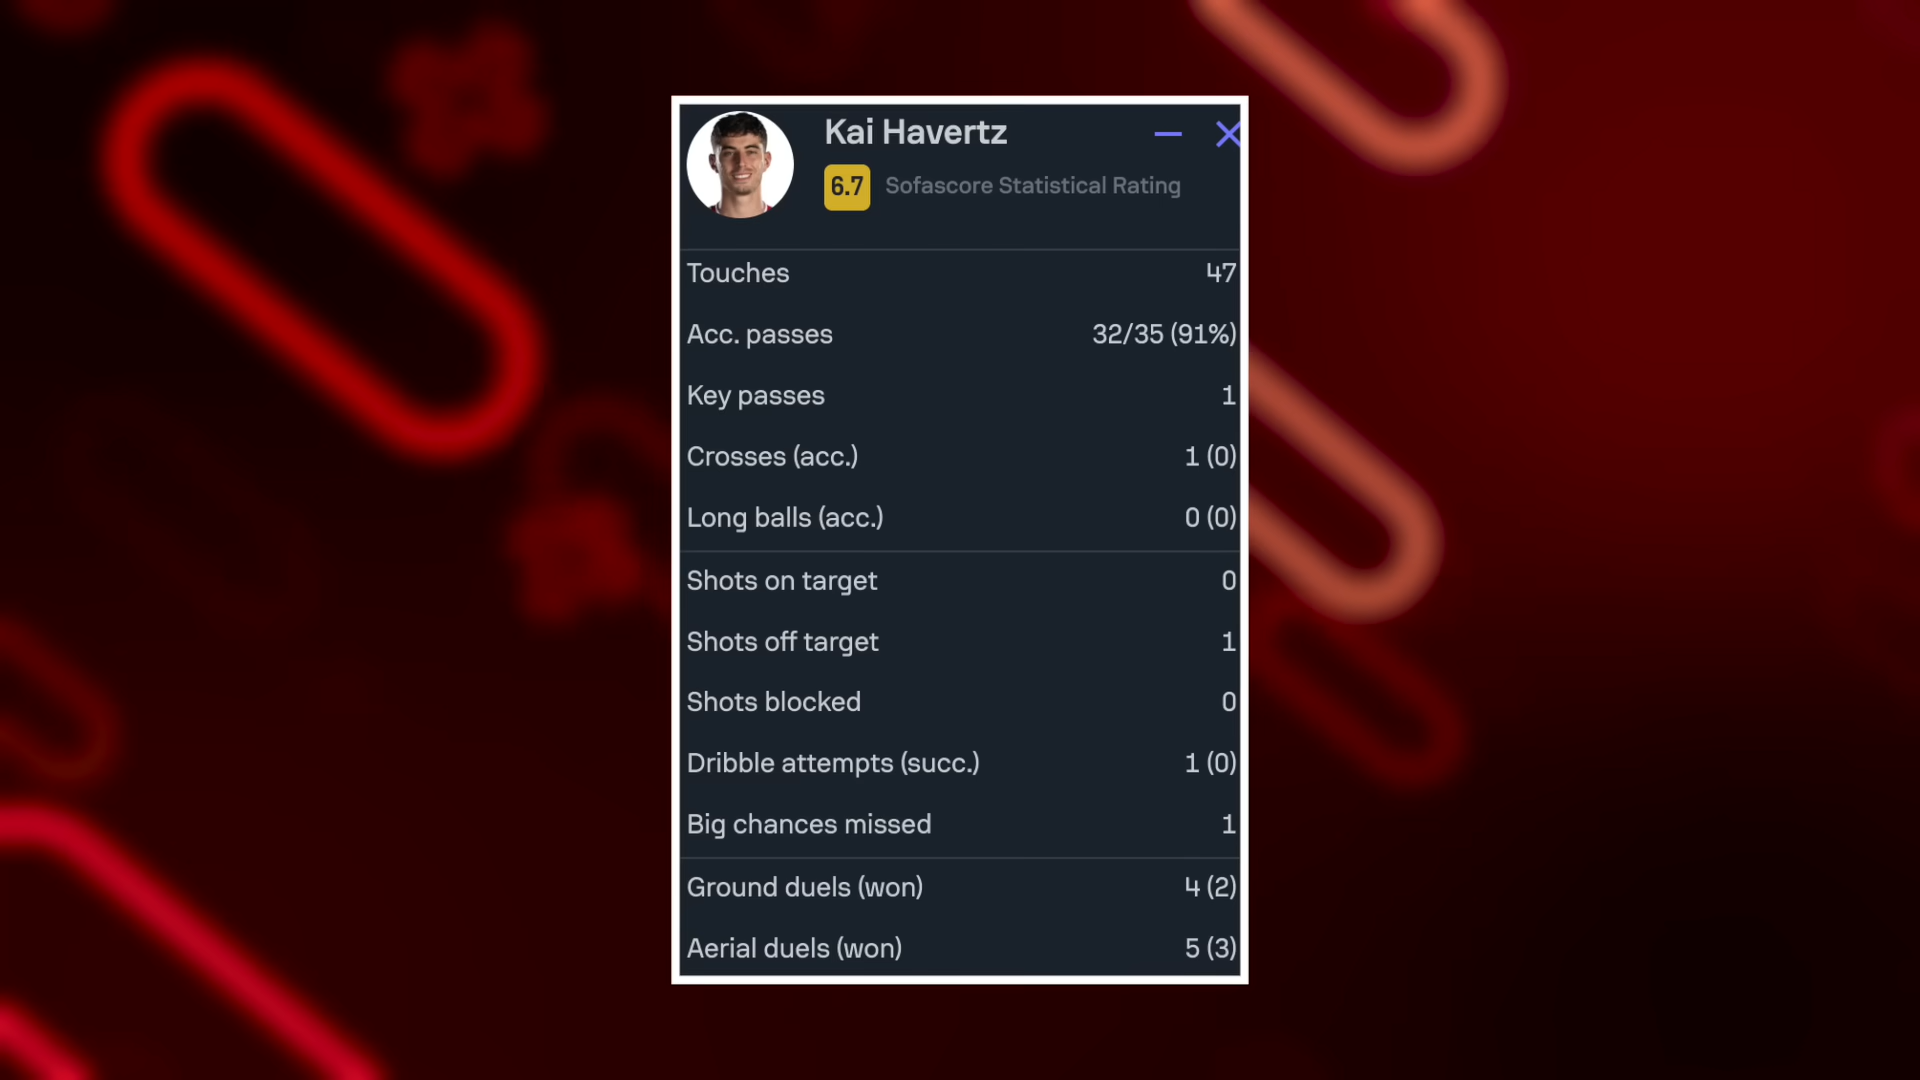 Kai Havertz
6.7 Sofascore Statistical Rating
Touches 47
Acc. passes 32/35 (91%)
Key passes 1
Crosses (acc.) 1 (0)
Long balls (acc.) 0 (0)
Shots on target 0
Shots off target 1
Shots blocked 0
Dribble attempts (succ.) 1 (0)
Big chances missed 1
Ground duels (won) 4 (2)
Aerial duels (won) 5 (3)